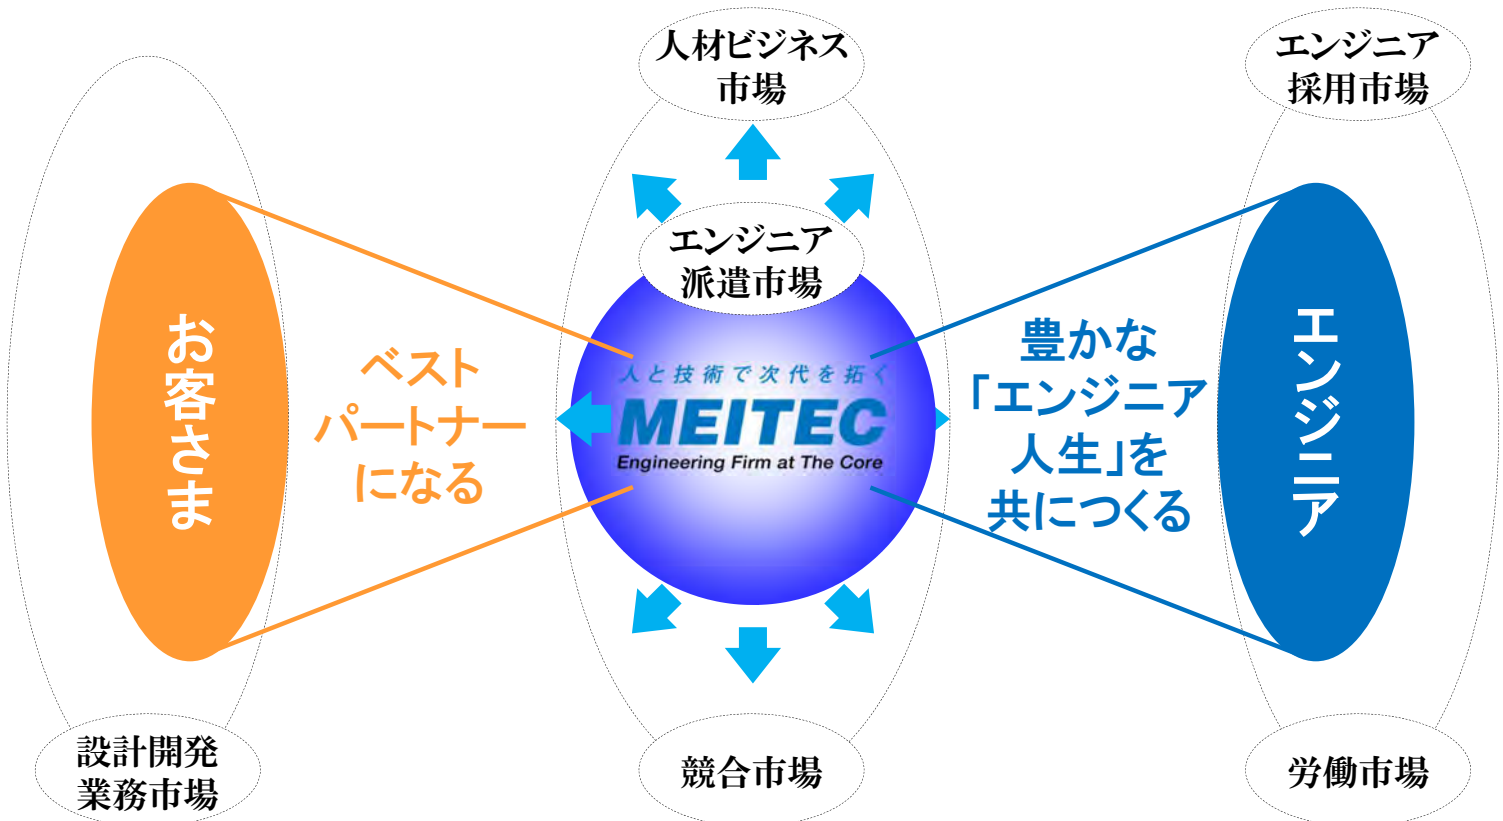 人材ビジネス
市場
エンジニア
採用市場
エンジニア
派遣市場
お客さま
ベスト
パートナー
になる
人と技術で次代を拓く
MEITEC
Engineering Firm at The Core
豊かな
「エンジニア
人生」を
共につくる
エンジニア
設計開発
業務市場
競合市場
労働市場